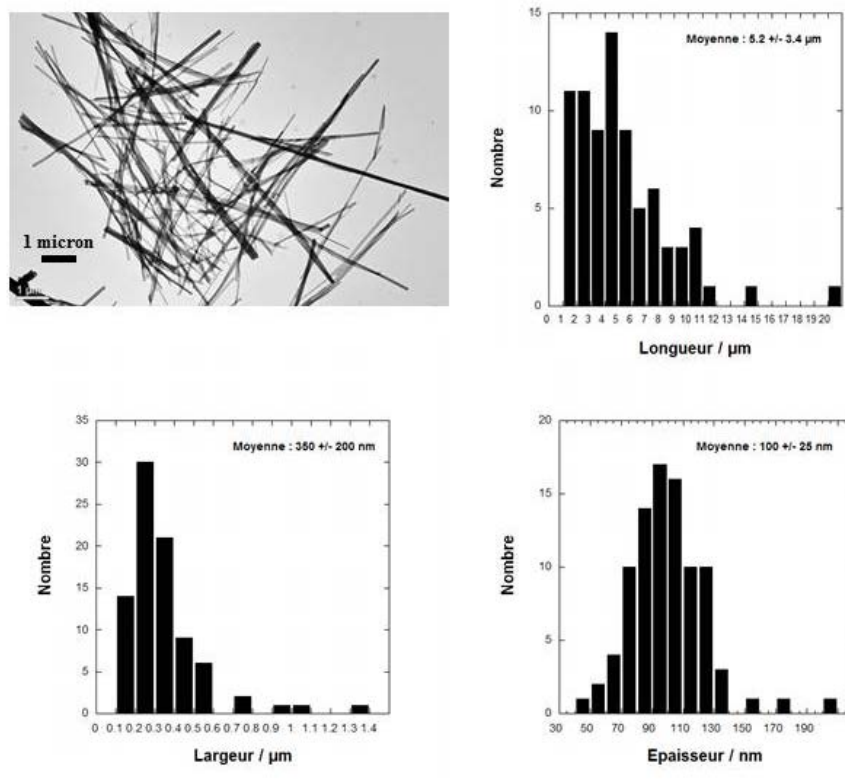 1 micron
1 µm
15
10
5
0
Nombre
Moyenne : 5.2 +/- 3.4 µm
0 1 2 3 4 5 6 7 8 9 10 11 12 13 14 15 16 17 18 19 20
Longueur / µm
35
30
25
20
15
10
5
0
Nombre
Moyenne : 350 +/- 200 nm
0 0.1 0.2 0.3 0.4 0.5 0.6 0.7 0.8 0.9 1 1.1 1.2 1.3 1.4
Largeur / µm
20
15
10
5
0
Nombre
Moyenne : 100 +/- 25 nm
30 50 70 90 110 130 150 170 190
Epaisseur / nm